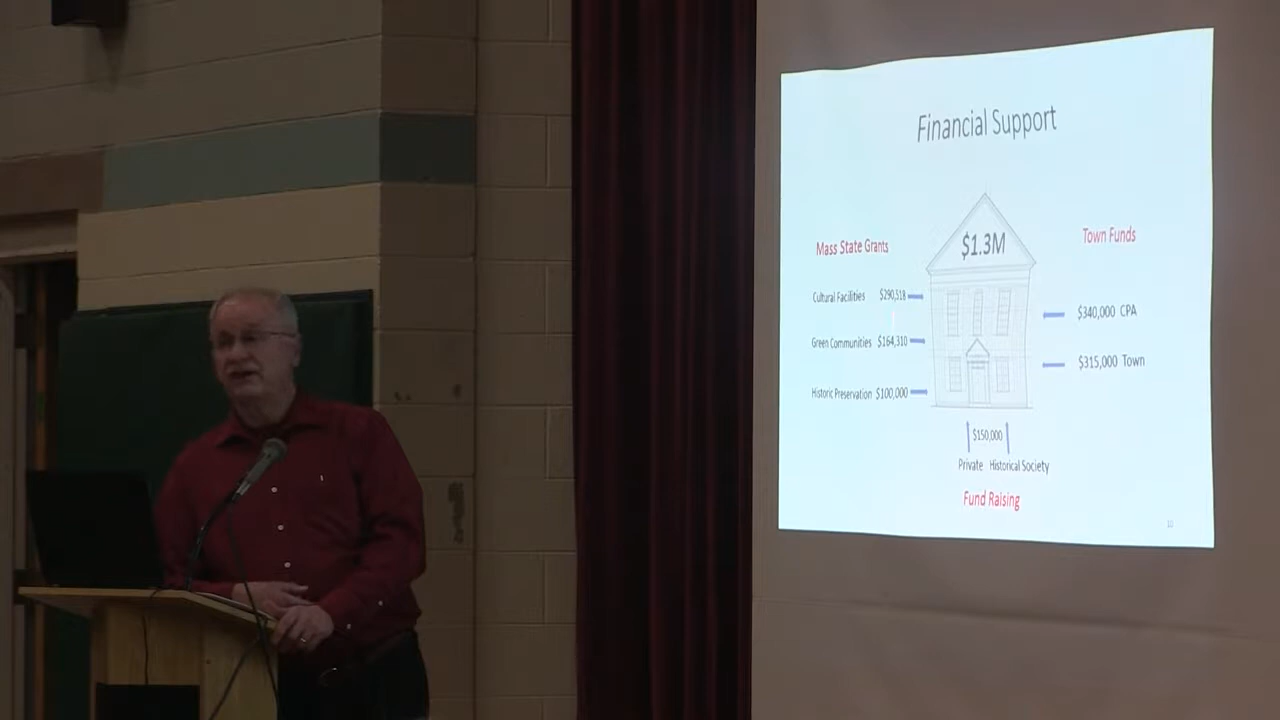 Financial Support
$1.3M
Mass State Grants
Cultural Facilities $290,518
Green Communities $164,310
Historic Preservation $100,000
Town Funds
$340,000 CPA
$315,000 Town
$150,000
Private Historical Society
Fund Raising
10